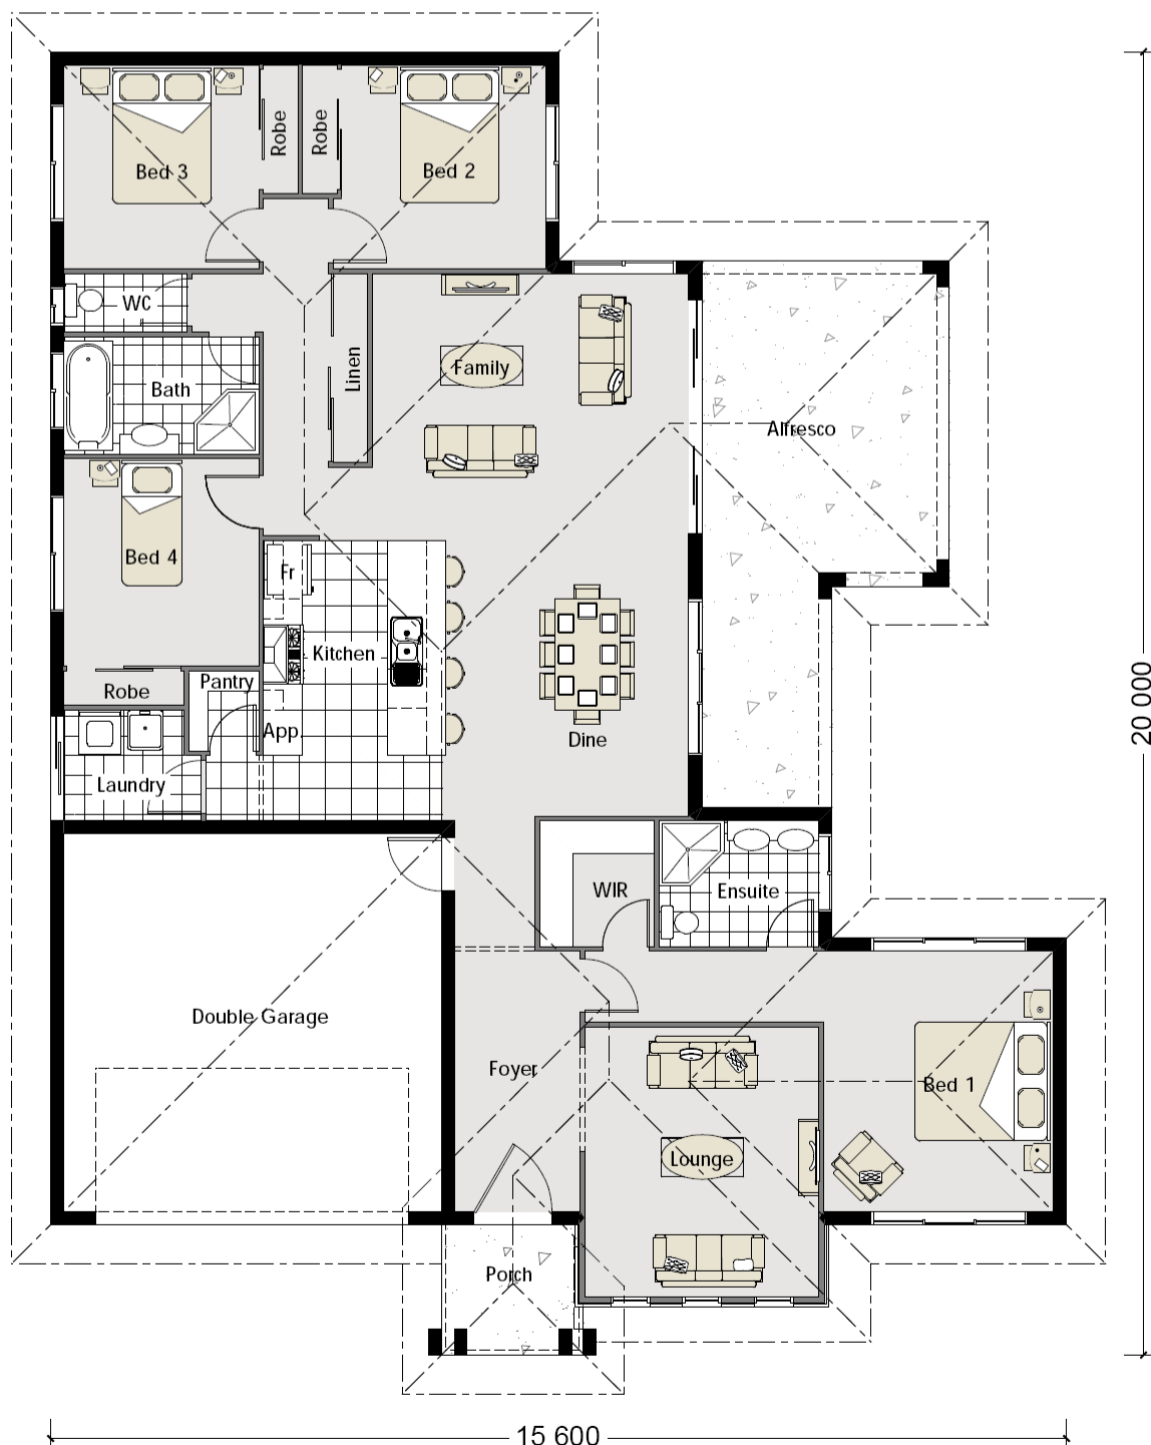 Bed 3
Robe
Robe
Bed 2
WC
Bath
Linen
Family
Alfresco
Bed 4
Fr
Kitchen
Robe
Pantry
App.
Dine
Laundry
WIR
Ensuite
Double Garage
Foyer
Bed 1
Lounge
Porch
20 000
15 600